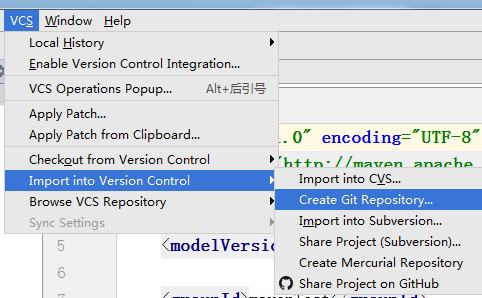 VCS Window Help
Local History
Enable Version Control Integration...
VCS Operations Popup... Alt+后引号
Apply Patch...
Apply Patch from Clipboard...
.0" encoding="UTF-8"
Checkout from Version Control
http://maven.apache
Import into Version Control
Import into CVS...
Browse VCS Repository
Create Git Repository...
Sync Settings
Import into Subversion...
5 <modelVersi
Share Project (Subversion)...
6
Create Mercurial Repository
Share Project on GitHub